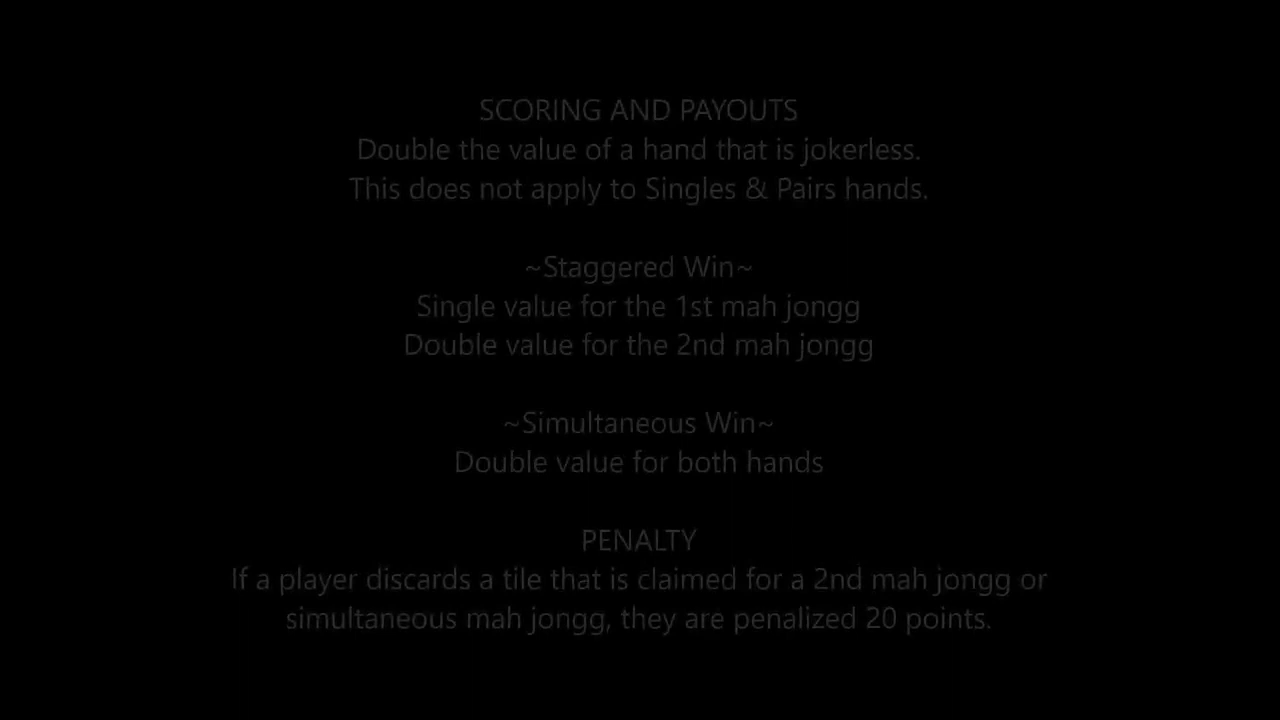 SCORING AND PAYOUTS
Double the value of a hand that is jokerless.
This does not apply to Singles & Pairs hands.
~Staggered Win~
Single value for the 1st mah jongg
Double value for the 2nd mah jongg
~Simultaneous Win~
Double value for both hands
PENALTY
If a player discards a tile that is claimed for a 2nd mah jongg or
simultaneous mah jongg, they are penalized 20 points.